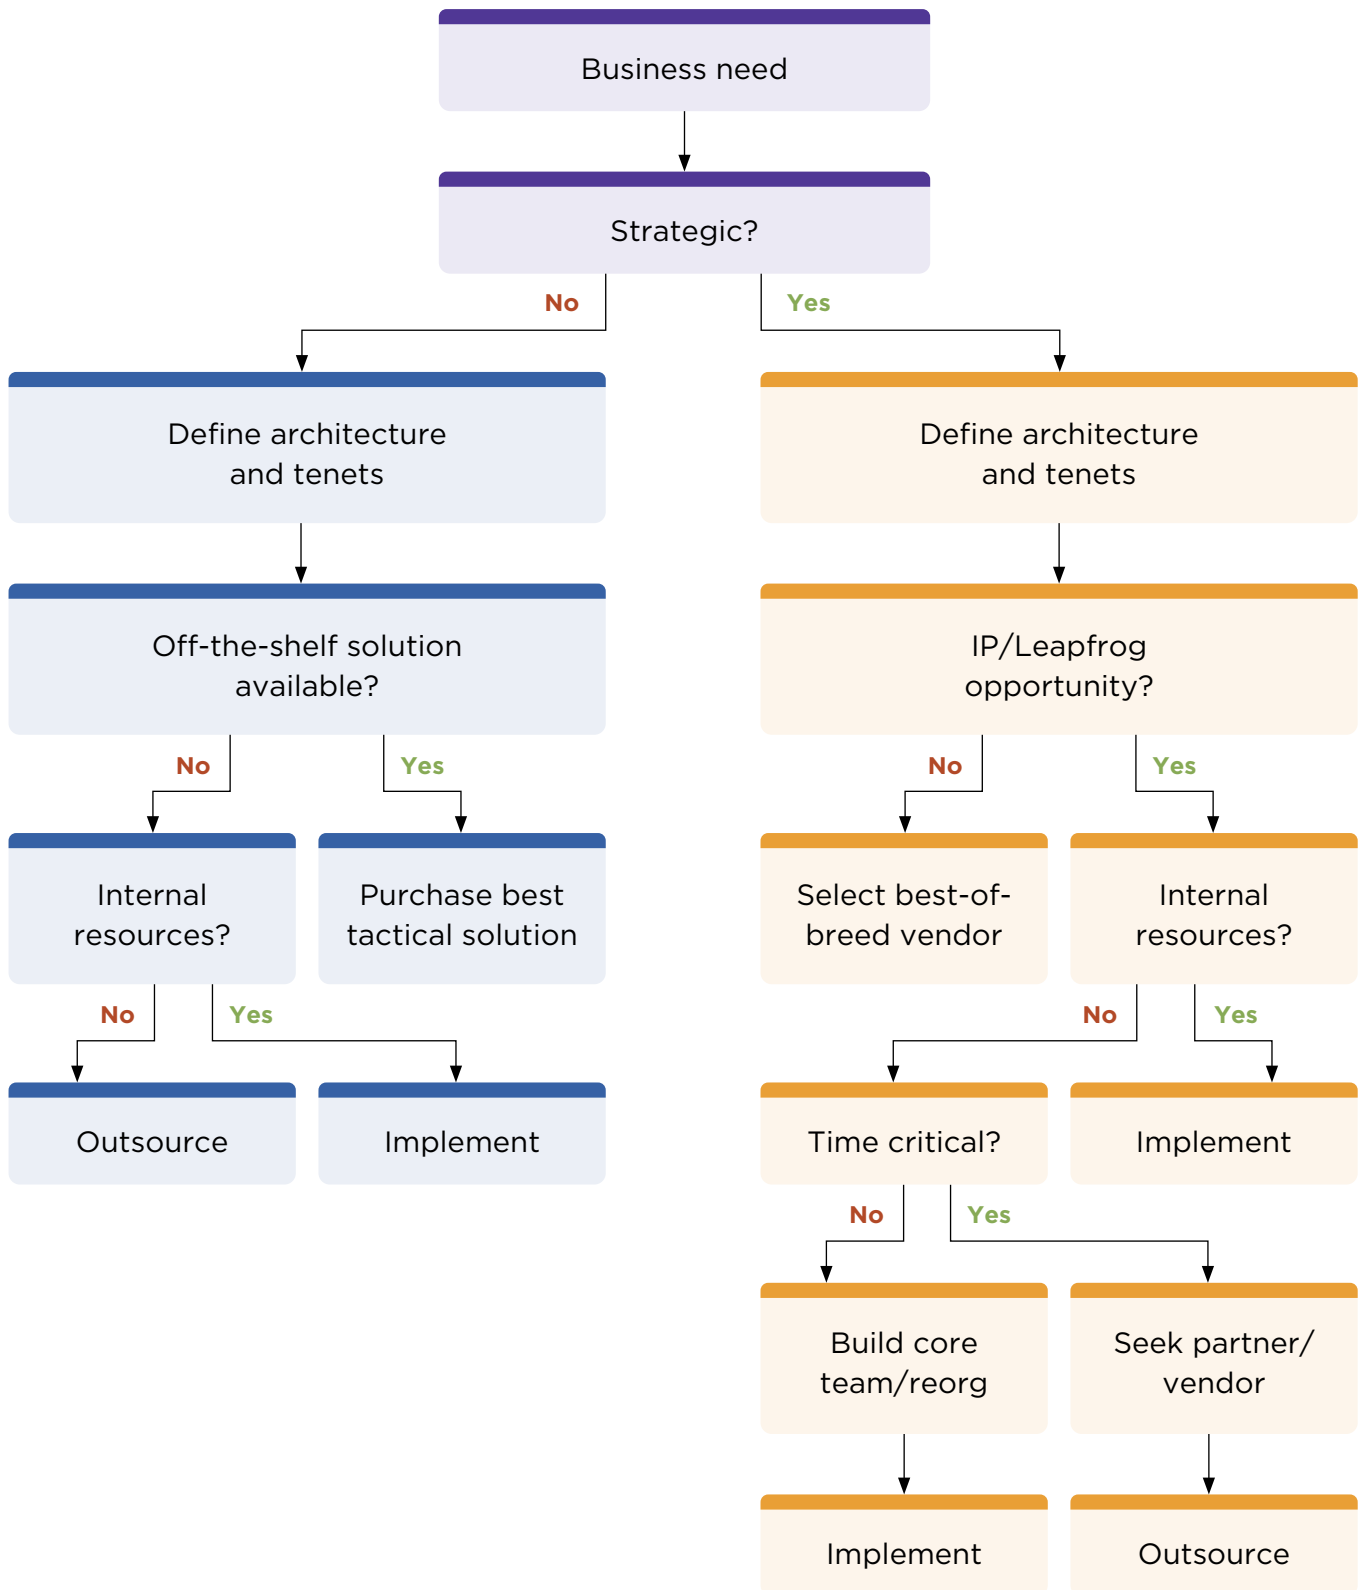 Business need
Strategic?
No
Yes
Define architecture
and tenets
Define architecture
and tenets
Off-the-shelf solution
available?
IP/Leapfrog
opportunity?
No
Yes
No
Yes
Internal
resources?
Purchase best
tactical solution
Select best-of-
breed vendor
Internal
resources?
No
Yes
No
Yes
Outsource
Implement
Time critical?
Implement
No
Yes
Build core
team/reorg
Seek partner/
vendor
Implement
Outsource